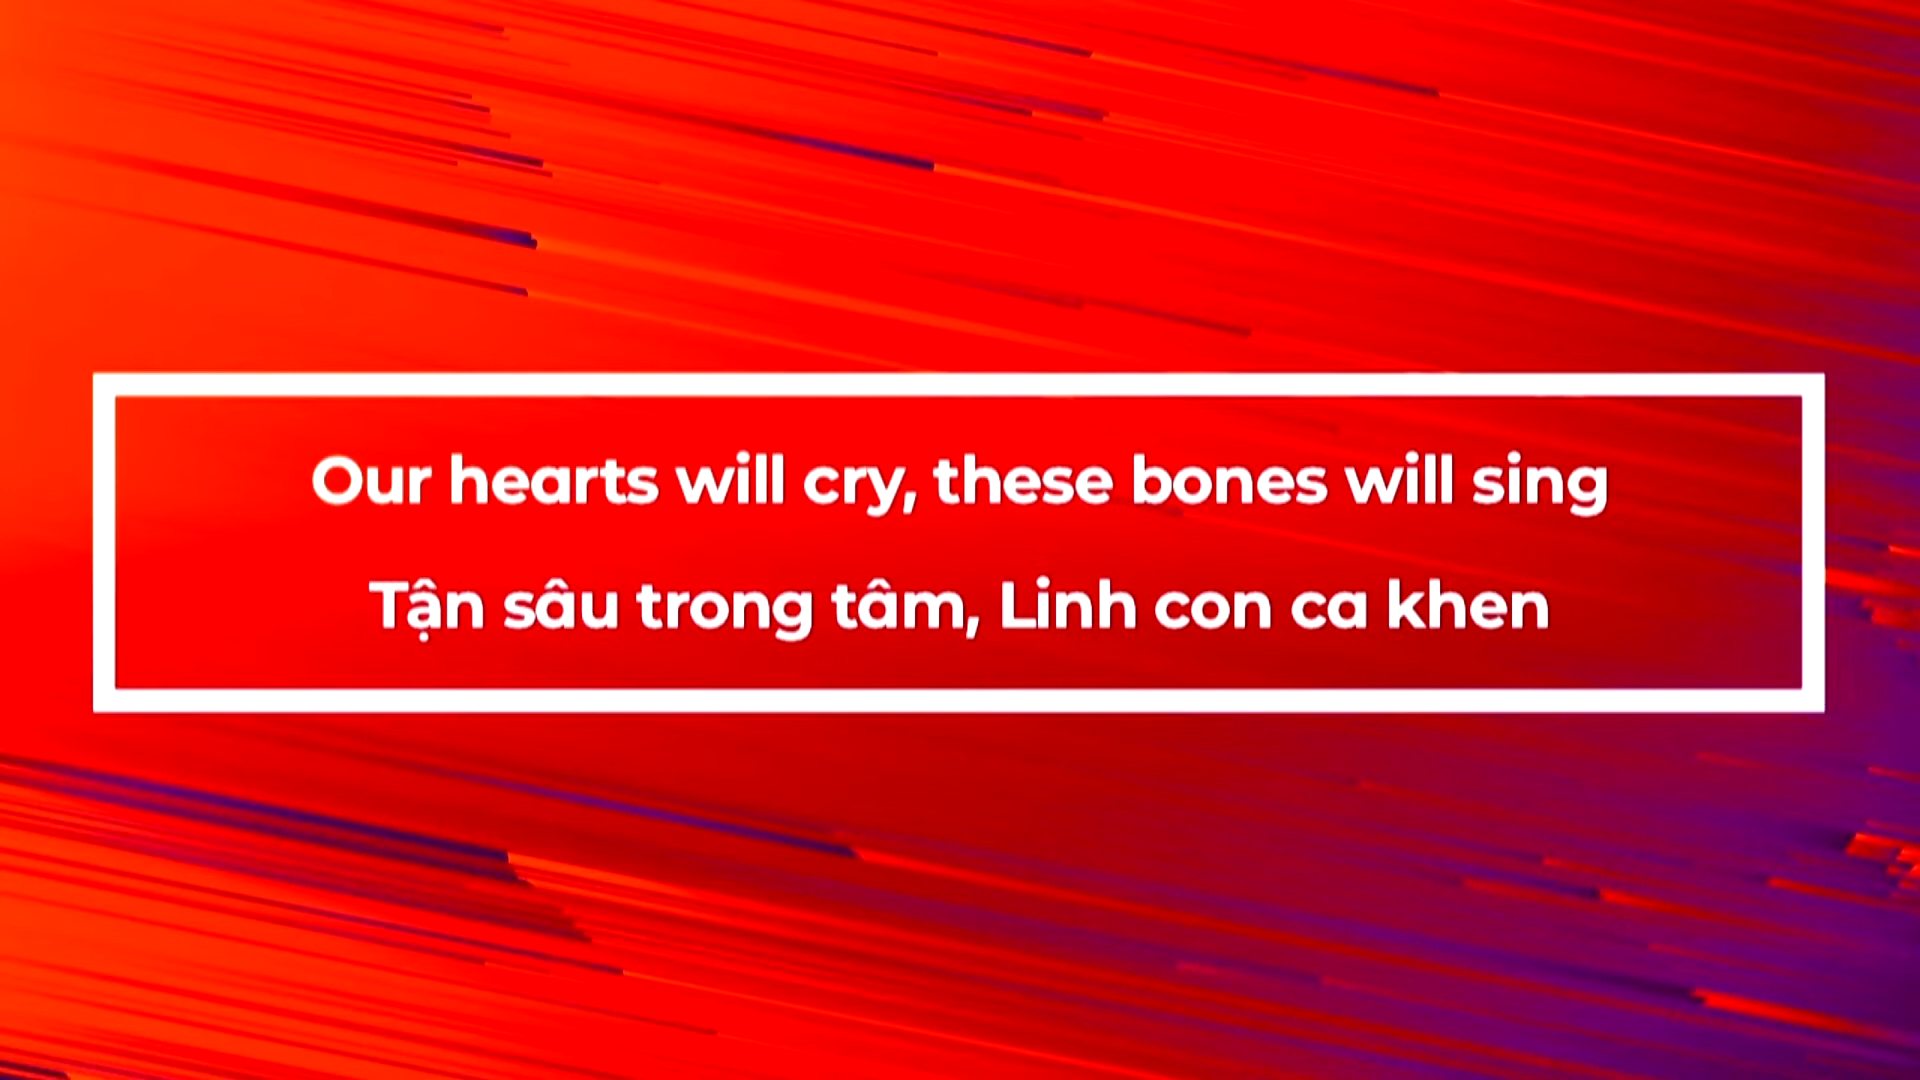 Our hearts will cry, these bones will sing
Tận sâu trong tâm, Linh con ca khen